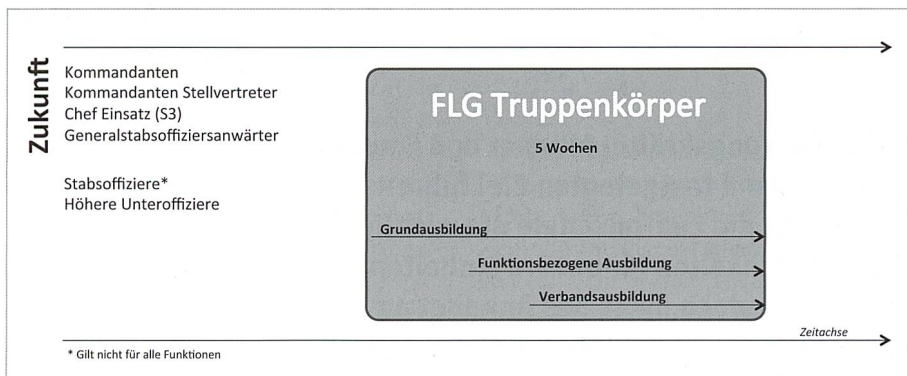 Zukunft
Kommandanten
Kommandanten Stellvertreter
Chef Einsatz (S3)
Generalstabsoffiziersanwärter
Stabsoffiziere*
Höhere Unteroffiziere
FLG Truppenkörper
5 Wochen
Grundausbildung
Funktionsbezogene Ausbildung
Verbandsausbildung
Zeitachse
* Gilt nicht für alle Funktionen